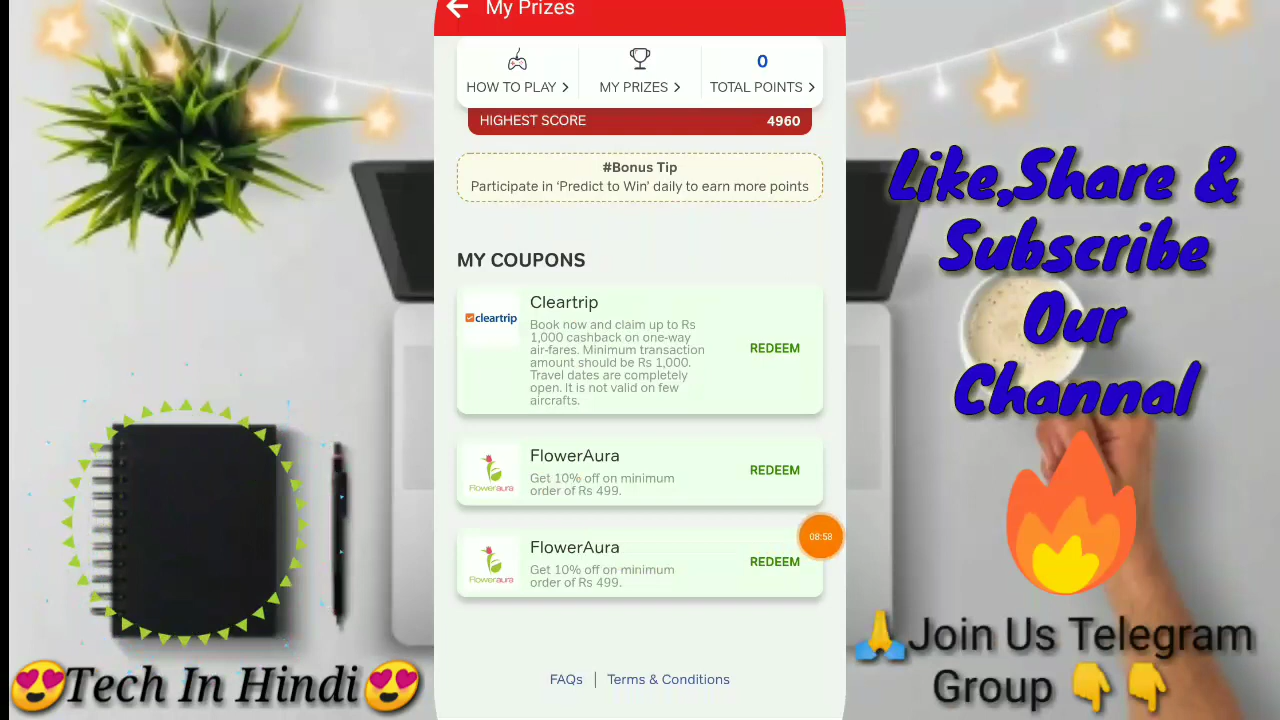 My Prizes
HOW TO PLAY
MY PRIZES
0
TOTAL POINTS
HIGHEST SCORE 4960
#Bonus Tip
Participate in ‘Predict to Win’ daily to earn more points
MY COUPONS
cleartrip
Cleartrip
Book now and claim up to Rs
1,000 cashback on one-way
air-fares. Minimum transaction
amount should be Rs 1,000.
Travel dates are completely
open. It is not valid on few
aircrafts.
REDEEM
Floweraura
FlowerAura
Get 10% off on minimum
order of Rs 499.
REDEEM
Floweraura
FlowerAura
Get 10% off on minimum
order of Rs 499.
REDEEM
08:58
FAQs | Terms & Conditions
Like,Share &
Subscribe
Our
Channal
🙏Join Us Telegram
Group 👇👇
😍Tech In Hindi😍